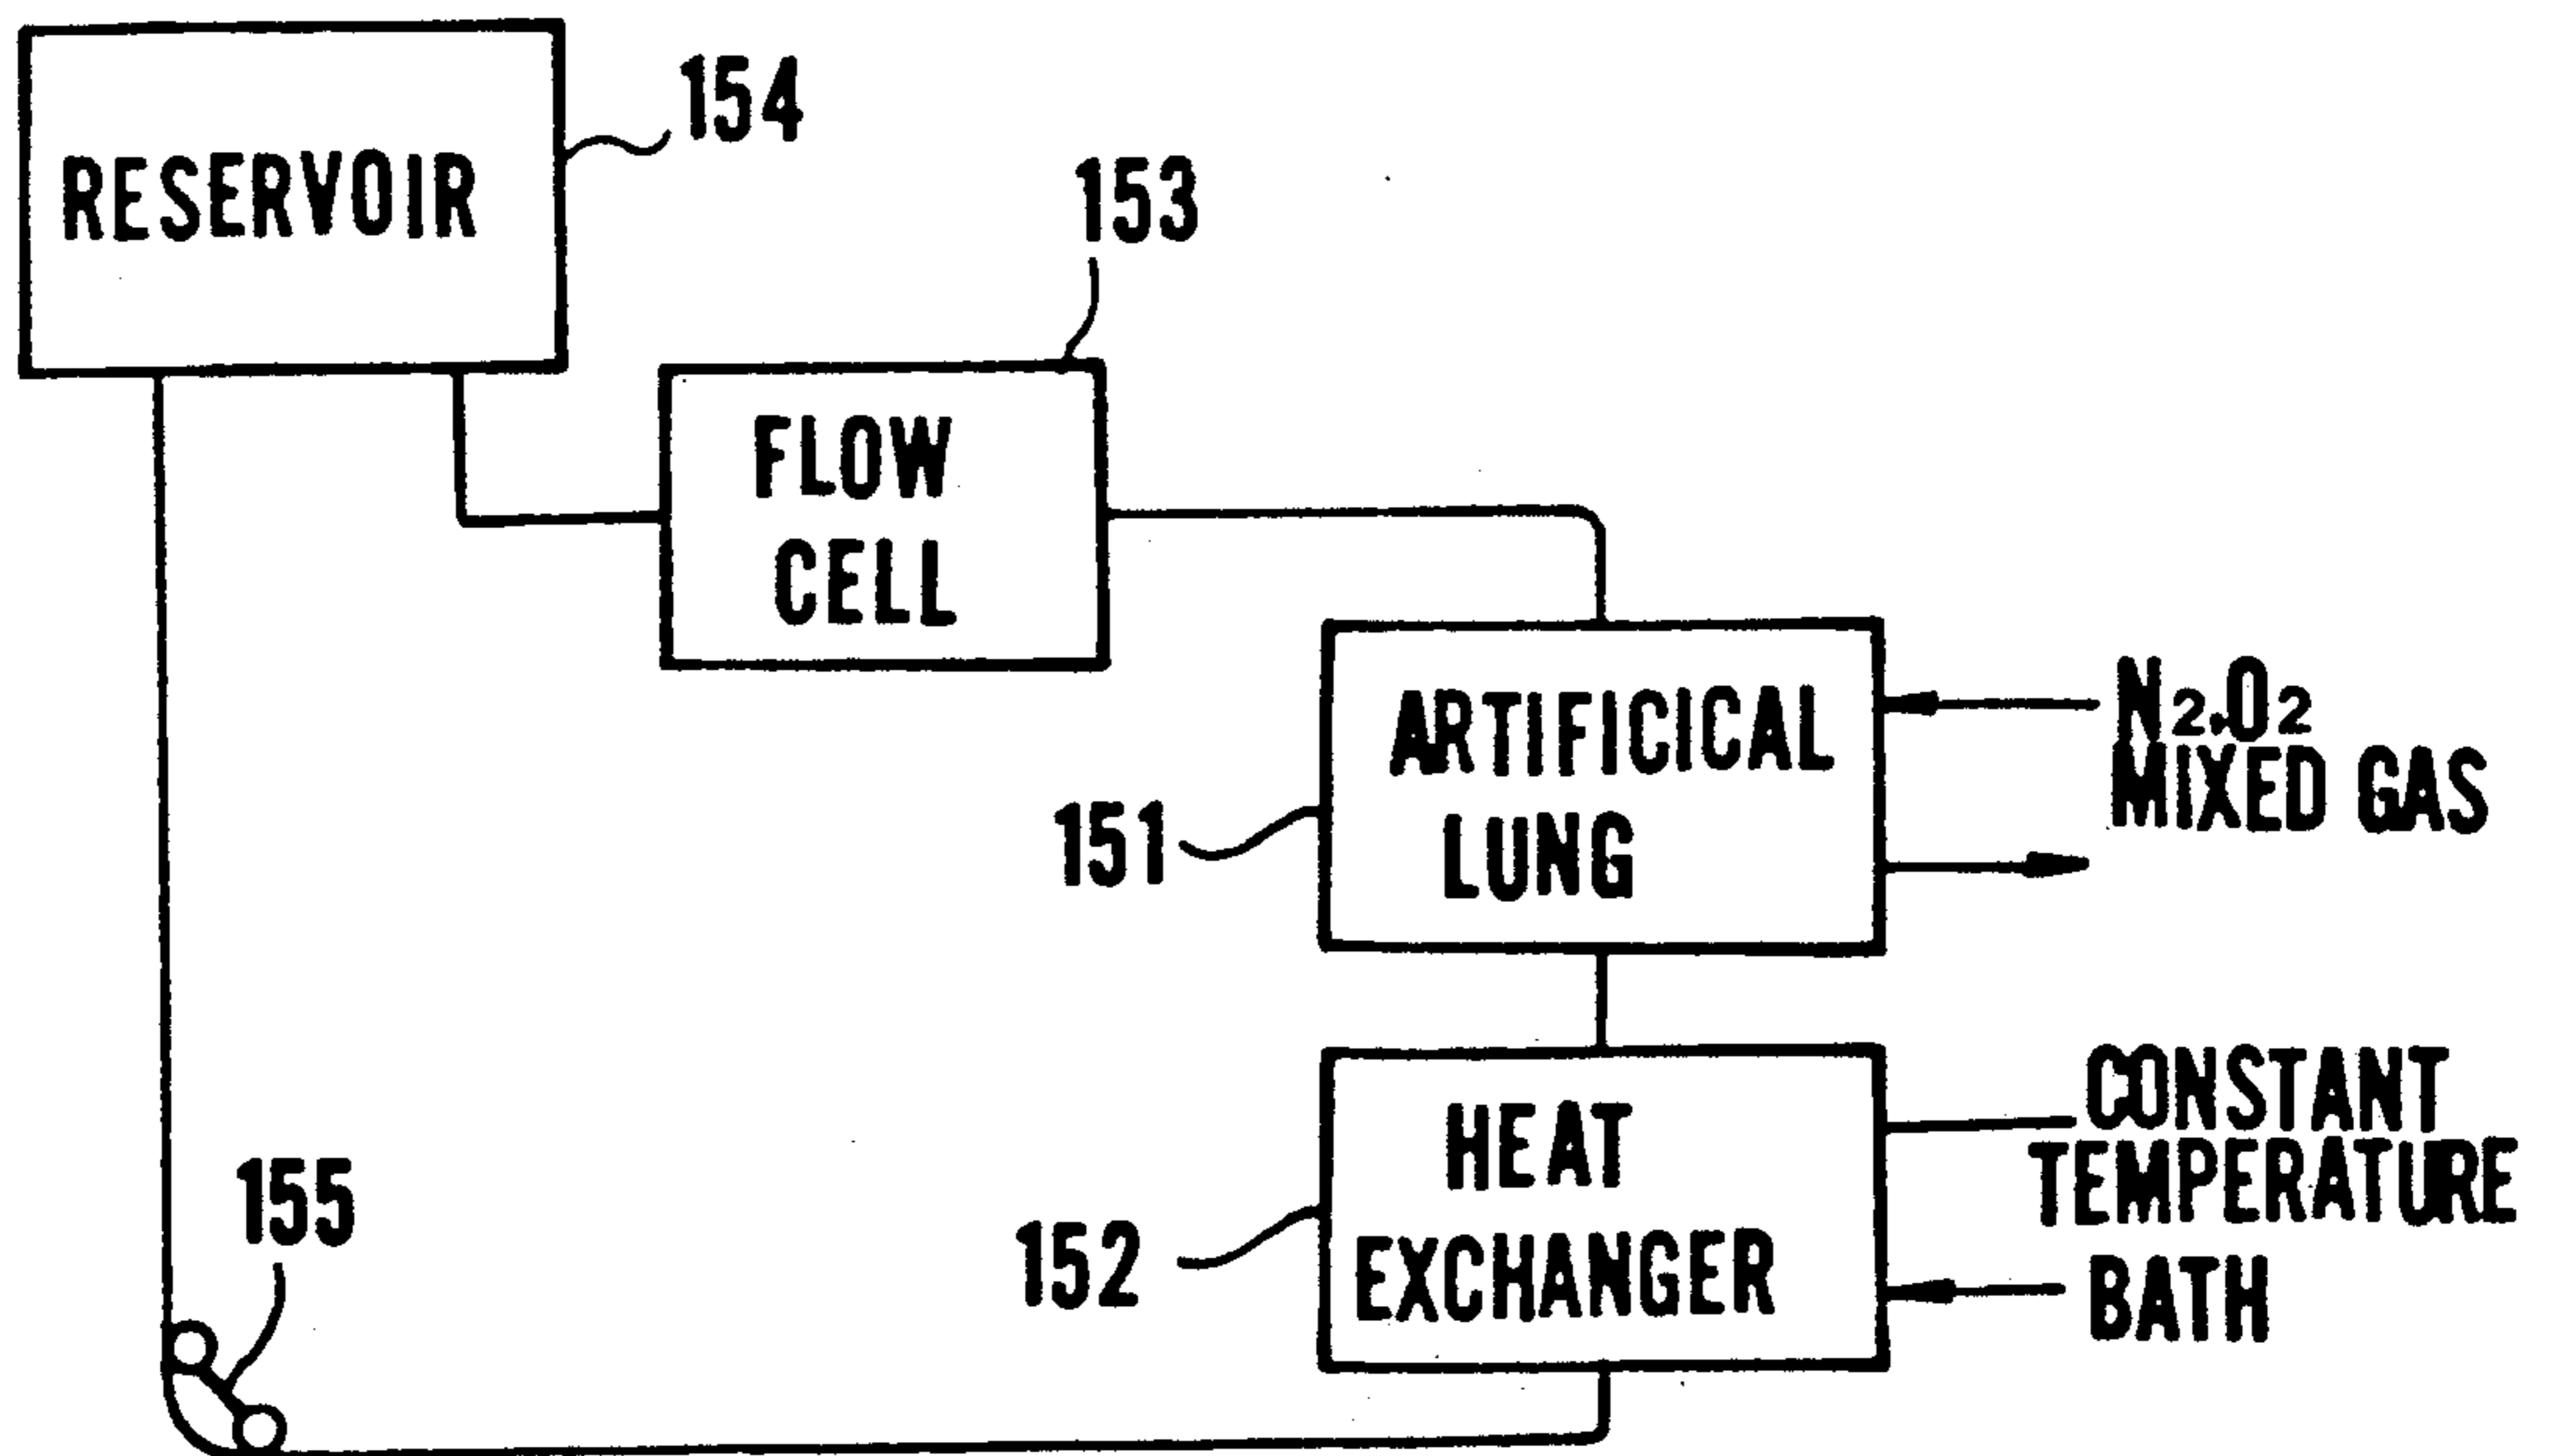 154
RESERVOIR
153
FLOW
CELL
N2,O2
MIXED GAS
ARTIFICICAL
LUNG
151
CONSTANT
TEMPERATURE
BATH
HEAT
EXCHANGER
152
155